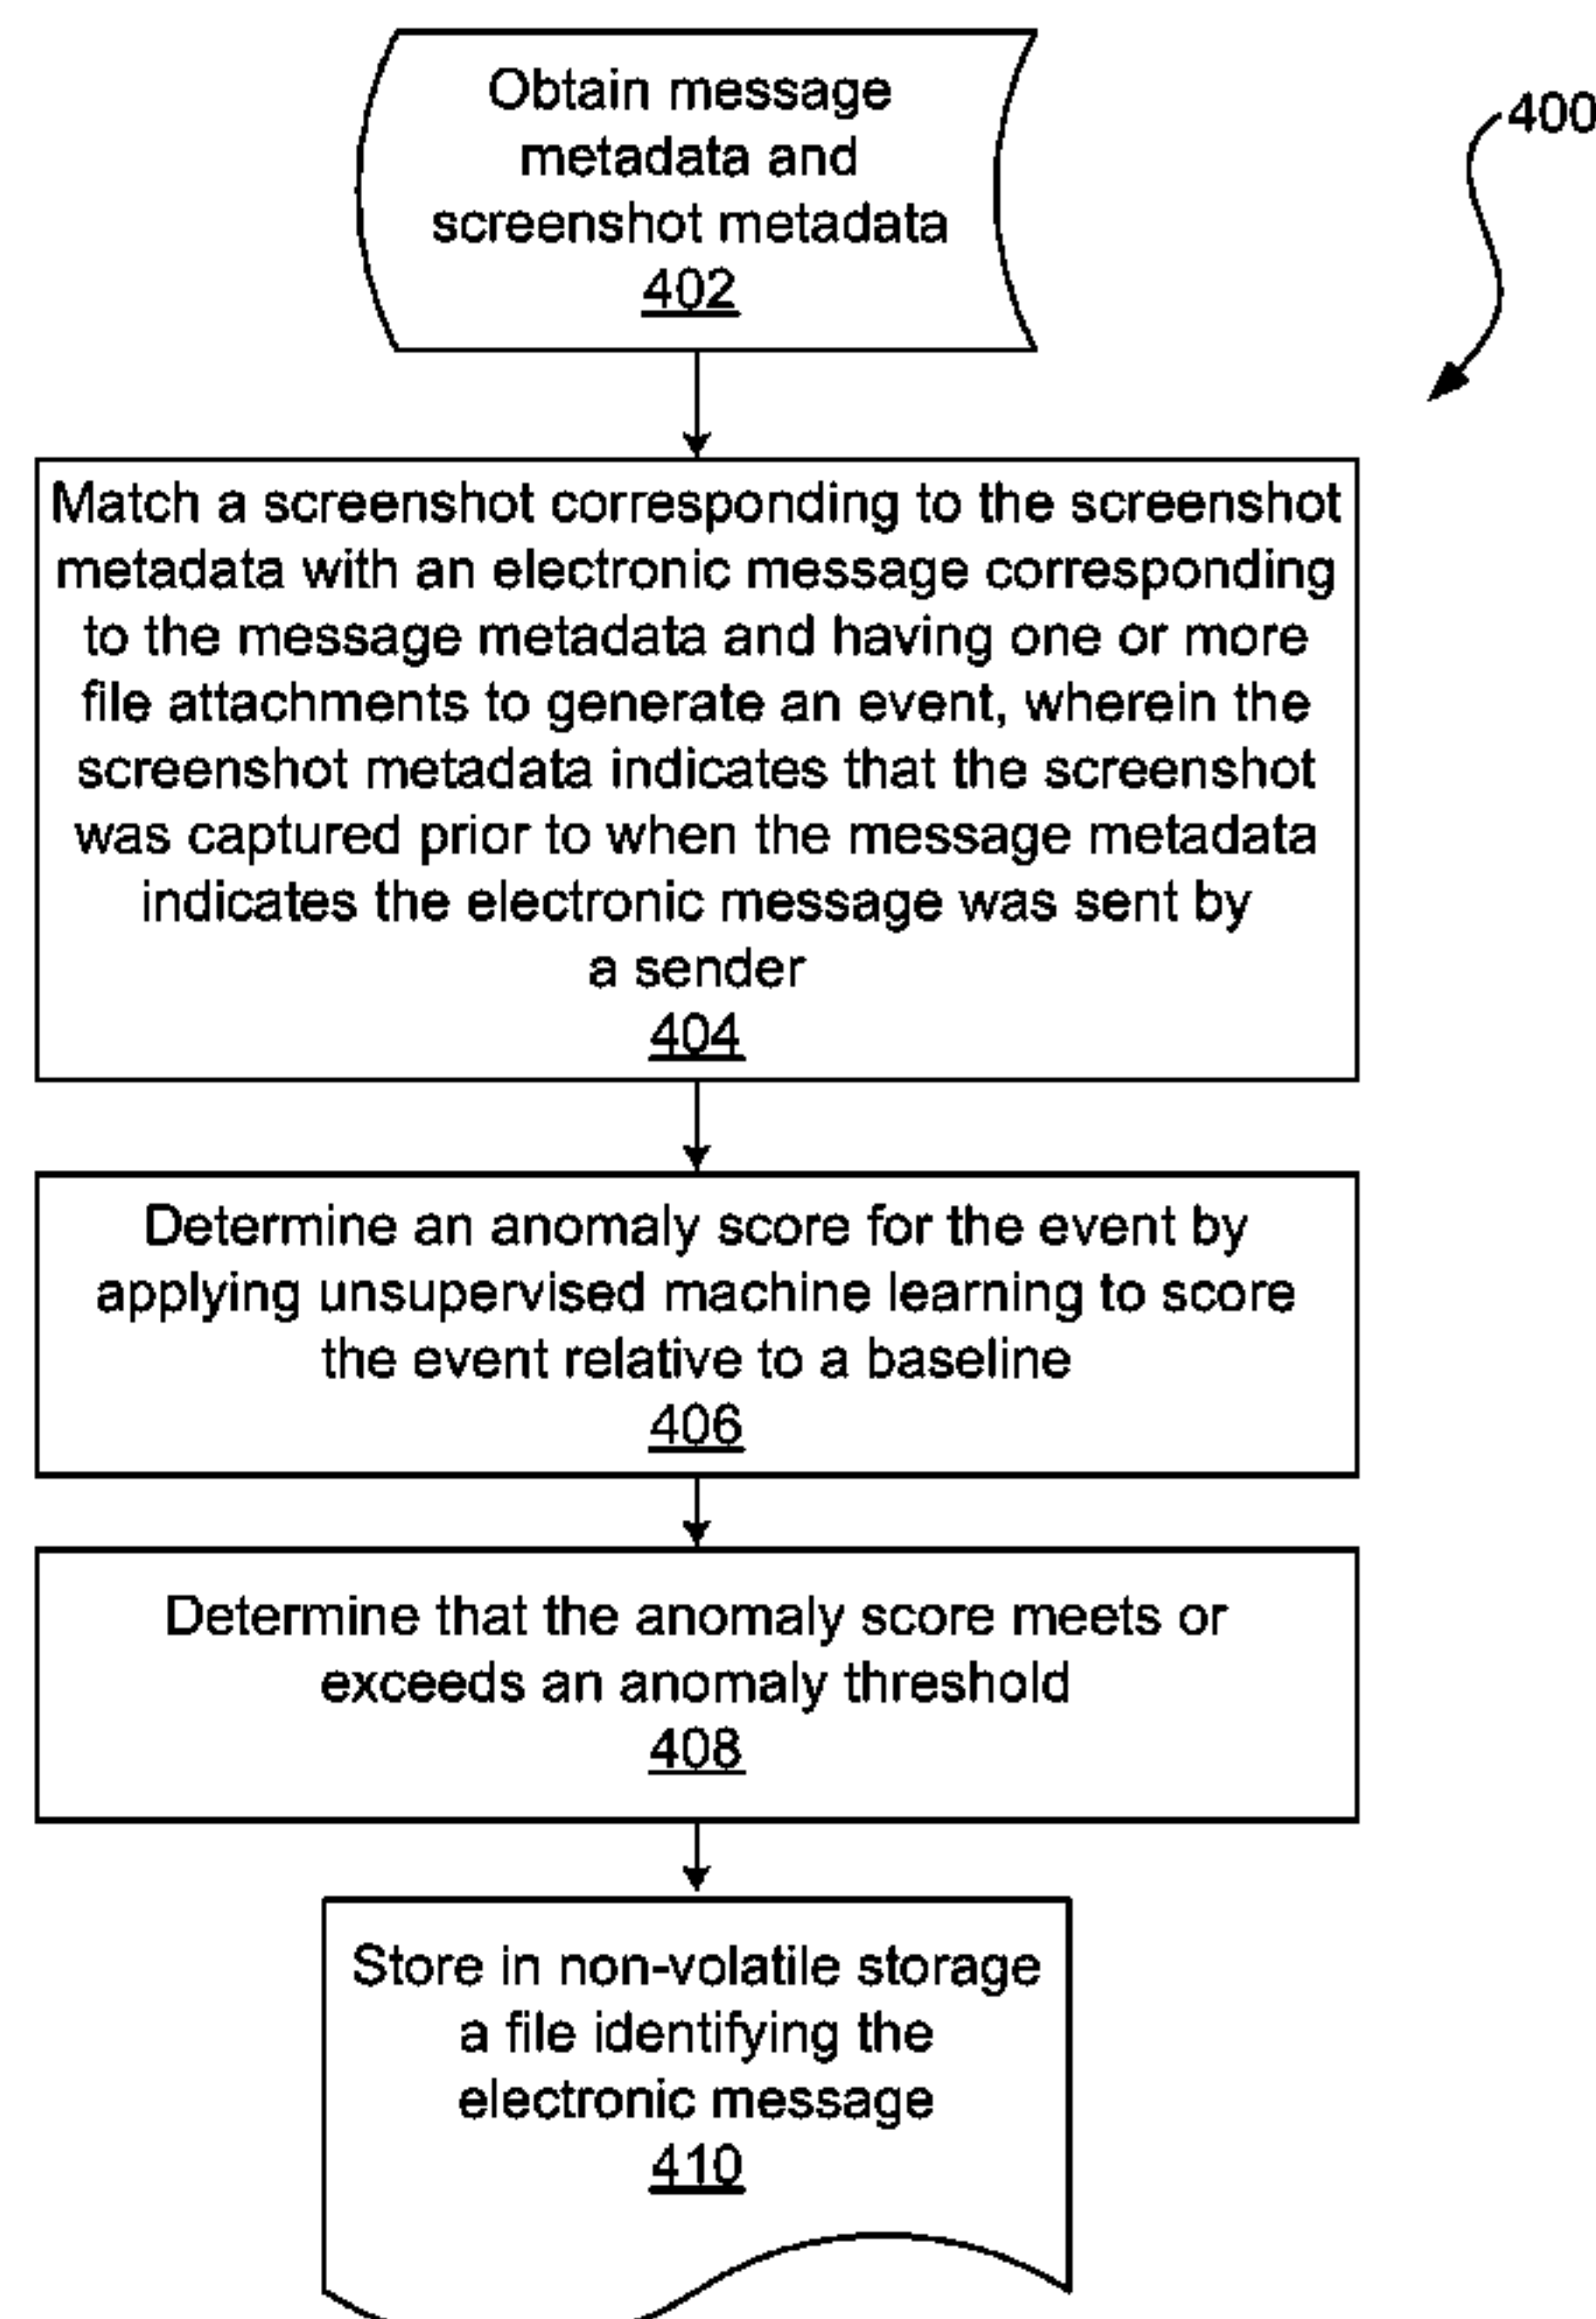 Obtain message
metadata and
screenshot metadata
402
400
Match a screenshot corresponding to the screenshot
metadata with an electronic message corresponding
to the message metadata and having one or more
file attachments to generate an event, wherein the
screenshot metadata indicates that the screenshot
was captured prior to when the message metadata
indicates the electronic message was sent by
a sender
404
Determine an anomaly score for the event by
applying unsupervised machine learning to score
the event relative to a baseline
406
Determine that the anomaly score meets or
exceeds an anomaly threshold
408
Store in non-volatile storage
a file identifying the
electronic message
410